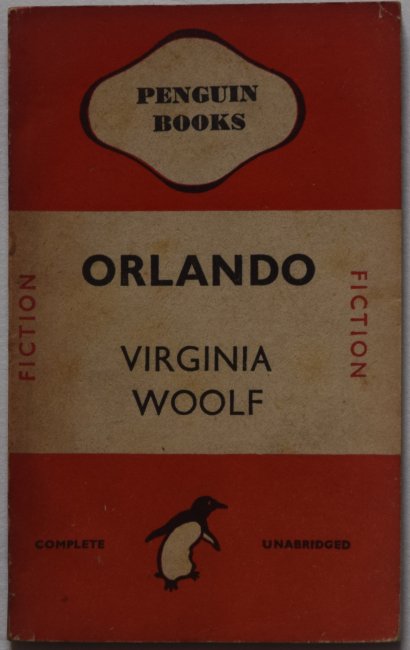 PENGUIN
BOOKS
ORLANDO
FICTION
FICTION
VIRGINIA
WOOLF
COMPLETE
UNABRIDGED